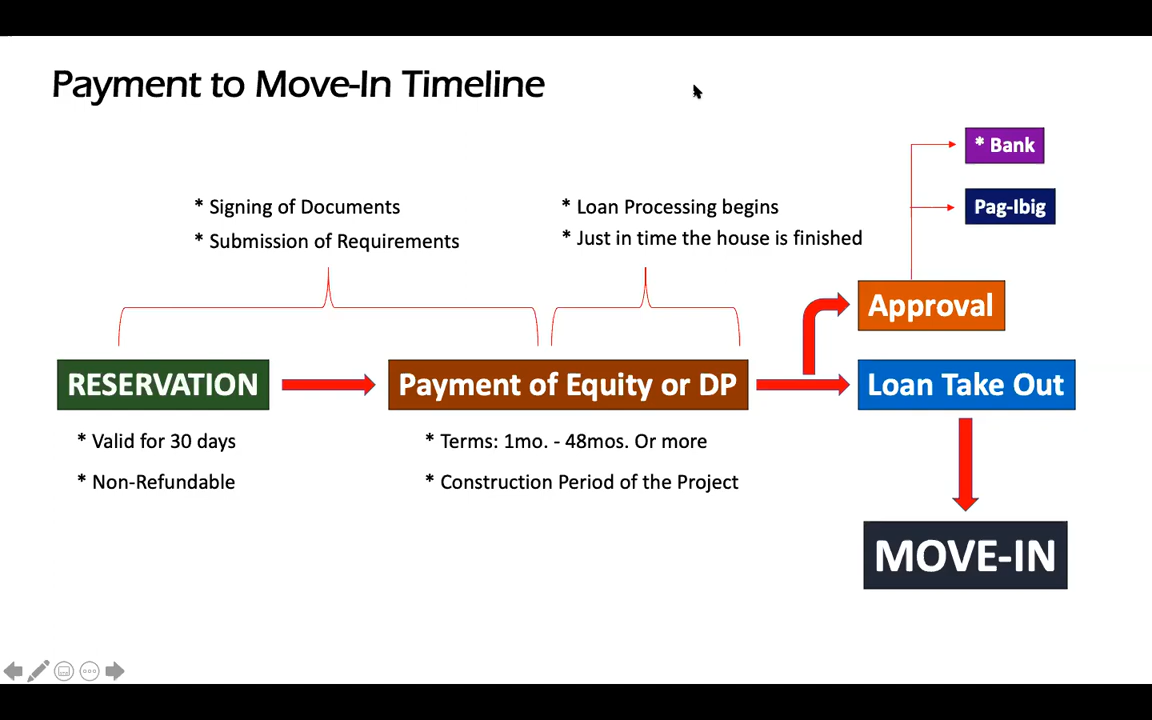 Payment to Move-In Timeline
* Bank
Pag-Ibig
* Signing of Documents
* Submission of Requirements
* Loan Processing begins
* Just in time the house is finished
Approval
RESERVATION
Payment of Equity or DP
Loan Take Out
* Valid for 30 days
* Non-Refundable
* Terms: 1mo. - 48mos. Or more
* Construction Period of the Project
MOVE-IN